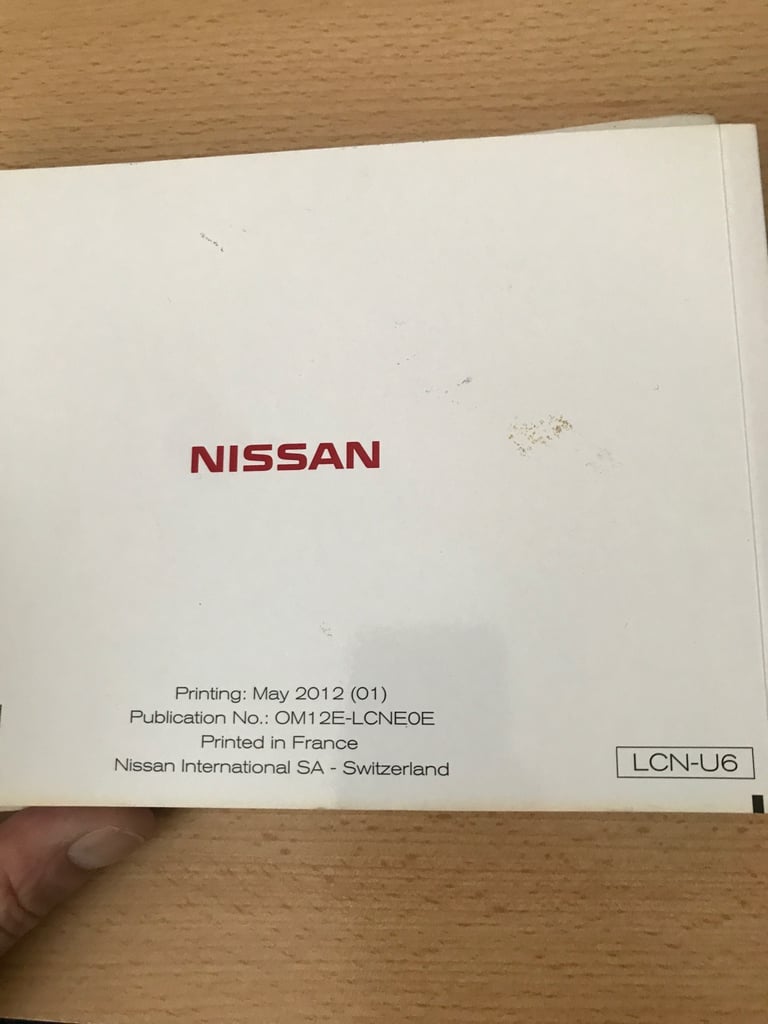 NISSAN
Printing: May 2012 (01)
Publication No.: OM12E-LCNE0E
Printed in France
Nissan International SA - Switzerland
LCN-U6